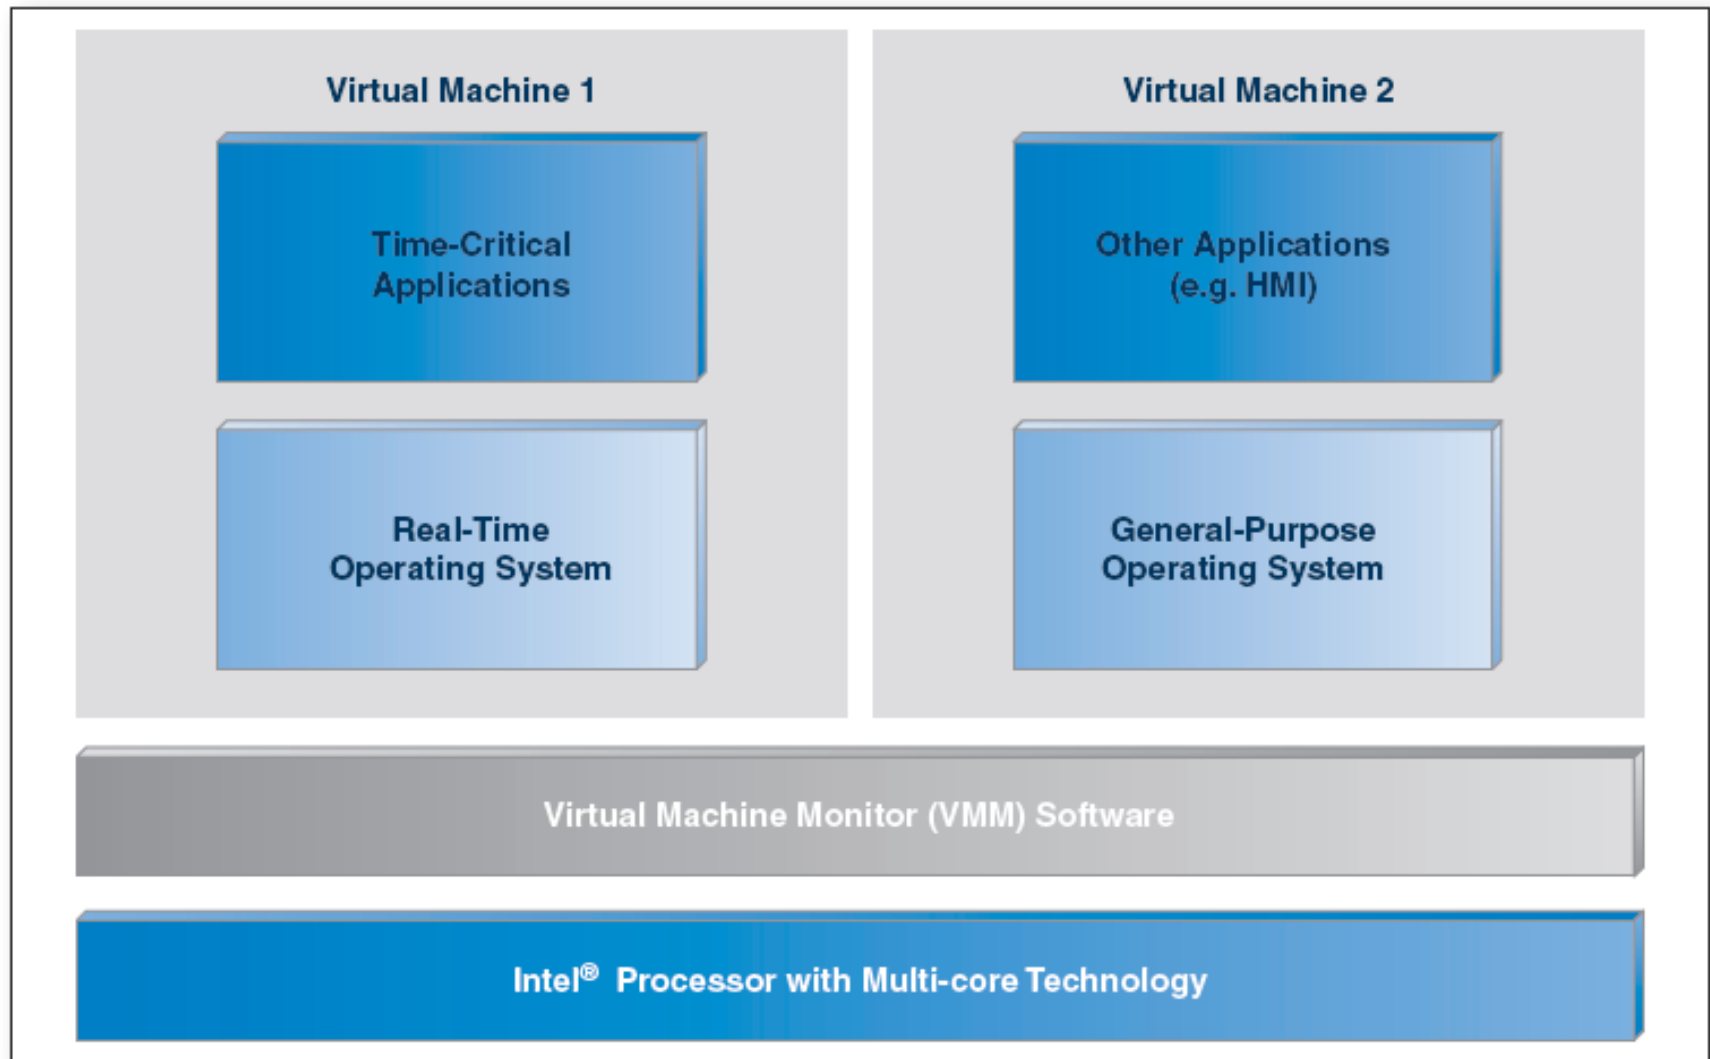 Virtual Machine 1
Time-Critical
Applications
Real-Time
Operating System
Virtual Machine 2
Other Applications
(e.g. HMI)
General-Purpose
Operating System
Virtual Machine Monitor (VMM) Software
Intel® Processor with Multi-core Technology